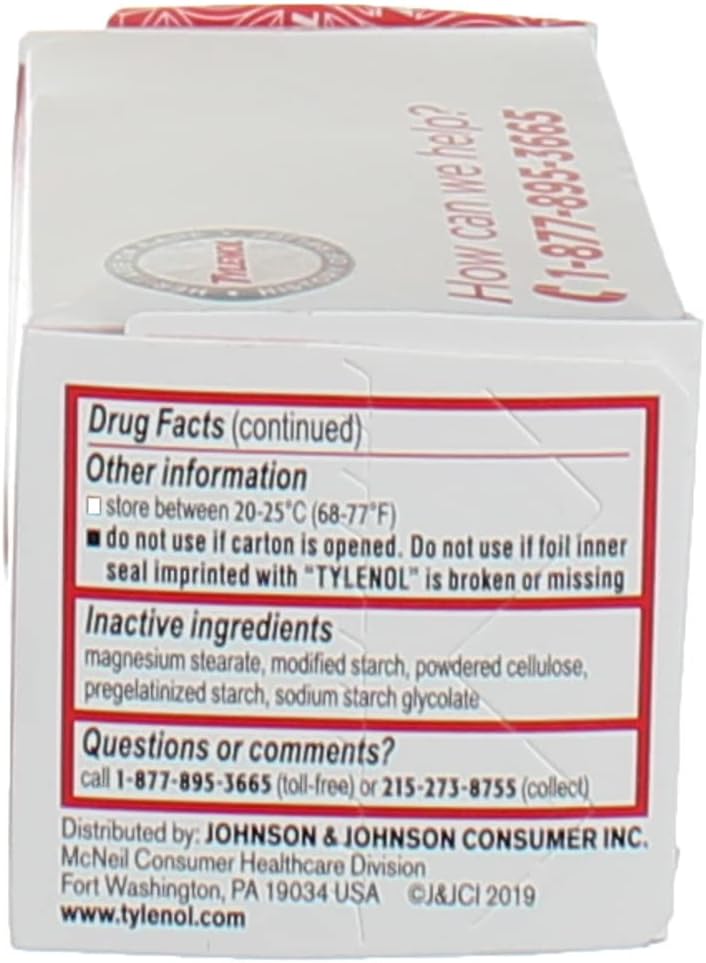 How can we help?
1-877-895-3665
TYLENOL
Drug Facts (continued)
Other information
□ store between 20-25°C (68-77°F)
■ do not use if carton is opened. Do not use if foil inner
seal imprinted with "TYLENOL" is broken or missing
Inactive ingredients
magnesium stearate, modified starch, powdered cellulose,
pregelatinized starch, sodium starch glycolate
Questions or comments?
call 1-877-895-3665 (toll-free) or 215-273-8755 (collect)
Distributed by: JOHNSON & JOHNSON CONSUMER INC.
McNeil Consumer Healthcare Division
Fort Washington, PA 19034 USA ©J&JCI 2019
www.tylenol.com